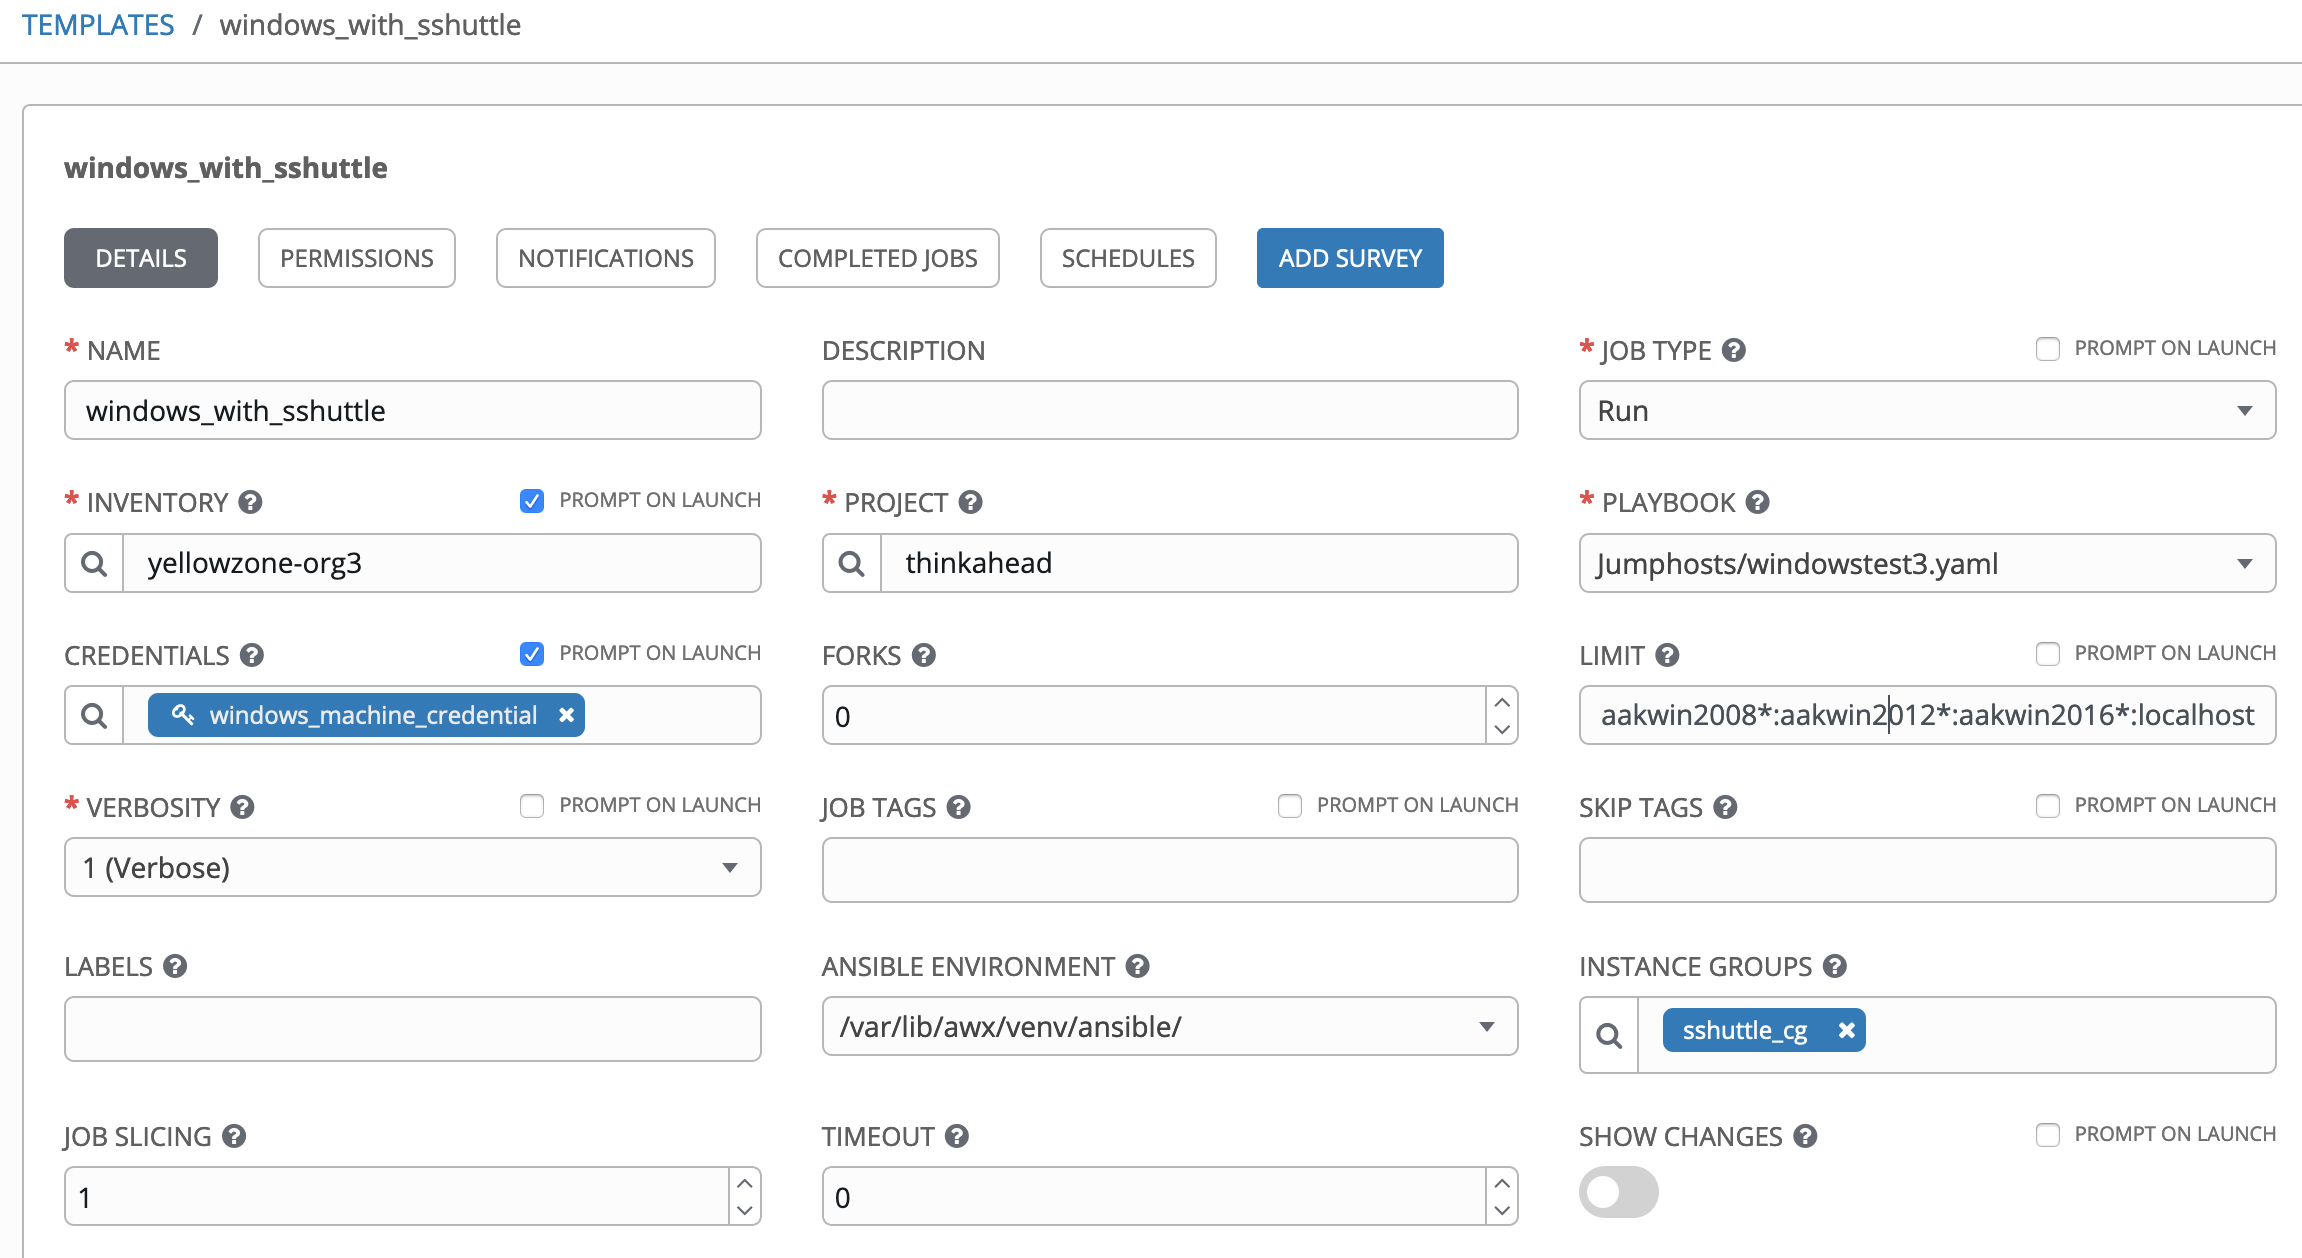 TEMPLATES / windows_with_sshuttle
windows_with_sshuttle
DETAILS PERMISSIONS NOTIFICATIONS COMPLETED JOBS SCHEDULES ADD SURVEY
* NAME
windows_with_sshuttle
DESCRIPTION
* JOB TYPE ? PROMPT ON LAUNCH
Run
* INVENTORY ? PROMPT ON LAUNCH
yellowzone-org3
* PROJECT ?
thinkahead
* PLAYBOOK ?
Jumphosts/windowstest3.yaml
CREDENTIALS ? PROMPT ON LAUNCH
windows_machine_credential
FORKS ?
0
LIMIT ? PROMPT ON LAUNCH
aakwin2008*:aakwin2012*:aakwin2016*:localhost
* VERBOSITY ? PROMPT ON LAUNCH
1 (Verbose)
JOB TAGS ? PROMPT ON LAUNCH
SKIP TAGS ? PROMPT ON LAUNCH
LABELS ?
ANSIBLE ENVIRONMENT ?
/var/lib/awx/venv/ansible/
INSTANCE GROUPS ?
sshuttle_cg
JOB SLICING ?
1
TIMEOUT ?
0
SHOW CHANGES ? PROMPT ON LAUNCH